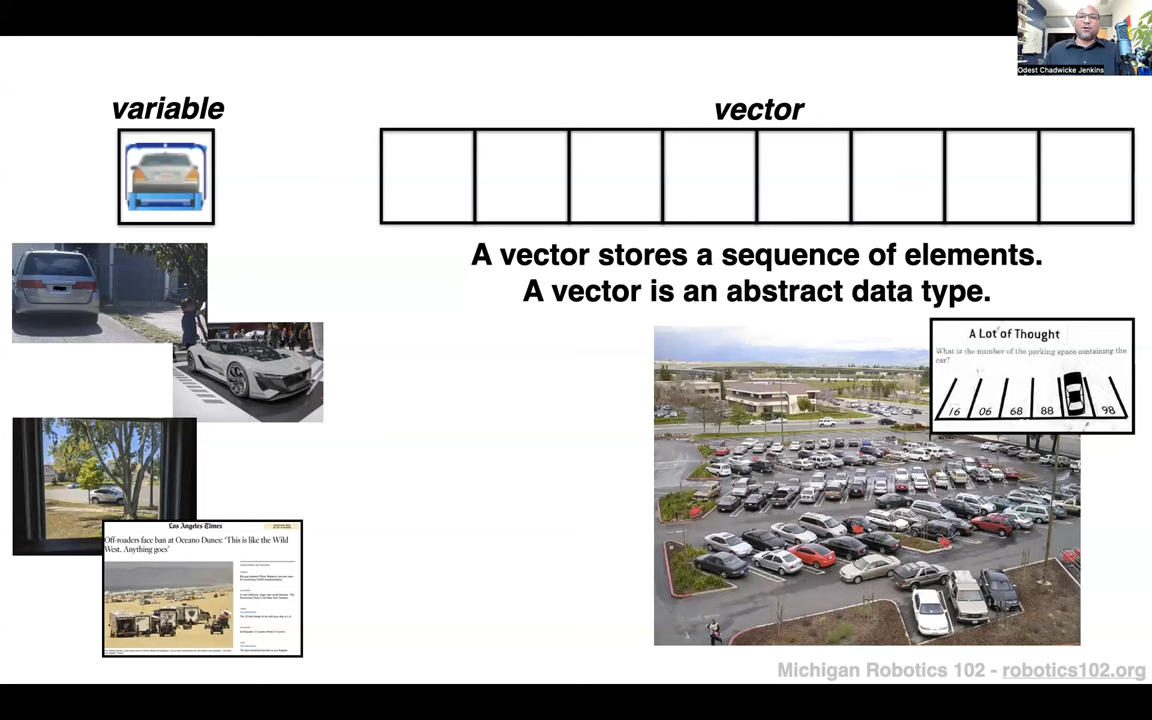 Odest Chadwicke Jenkins
variable
vector
A vector stores a sequence of elements.
A vector is an abstract data type.
A Lot of Thought
What is the number of the parking space containing the
car?
16 06 68 88 98
Los Angeles Times
Off-roaders face ban at Oceano Dunes: ‘This is like the Wild
West. Anything goes’
Michigan Robotics 102 - robotics102.org